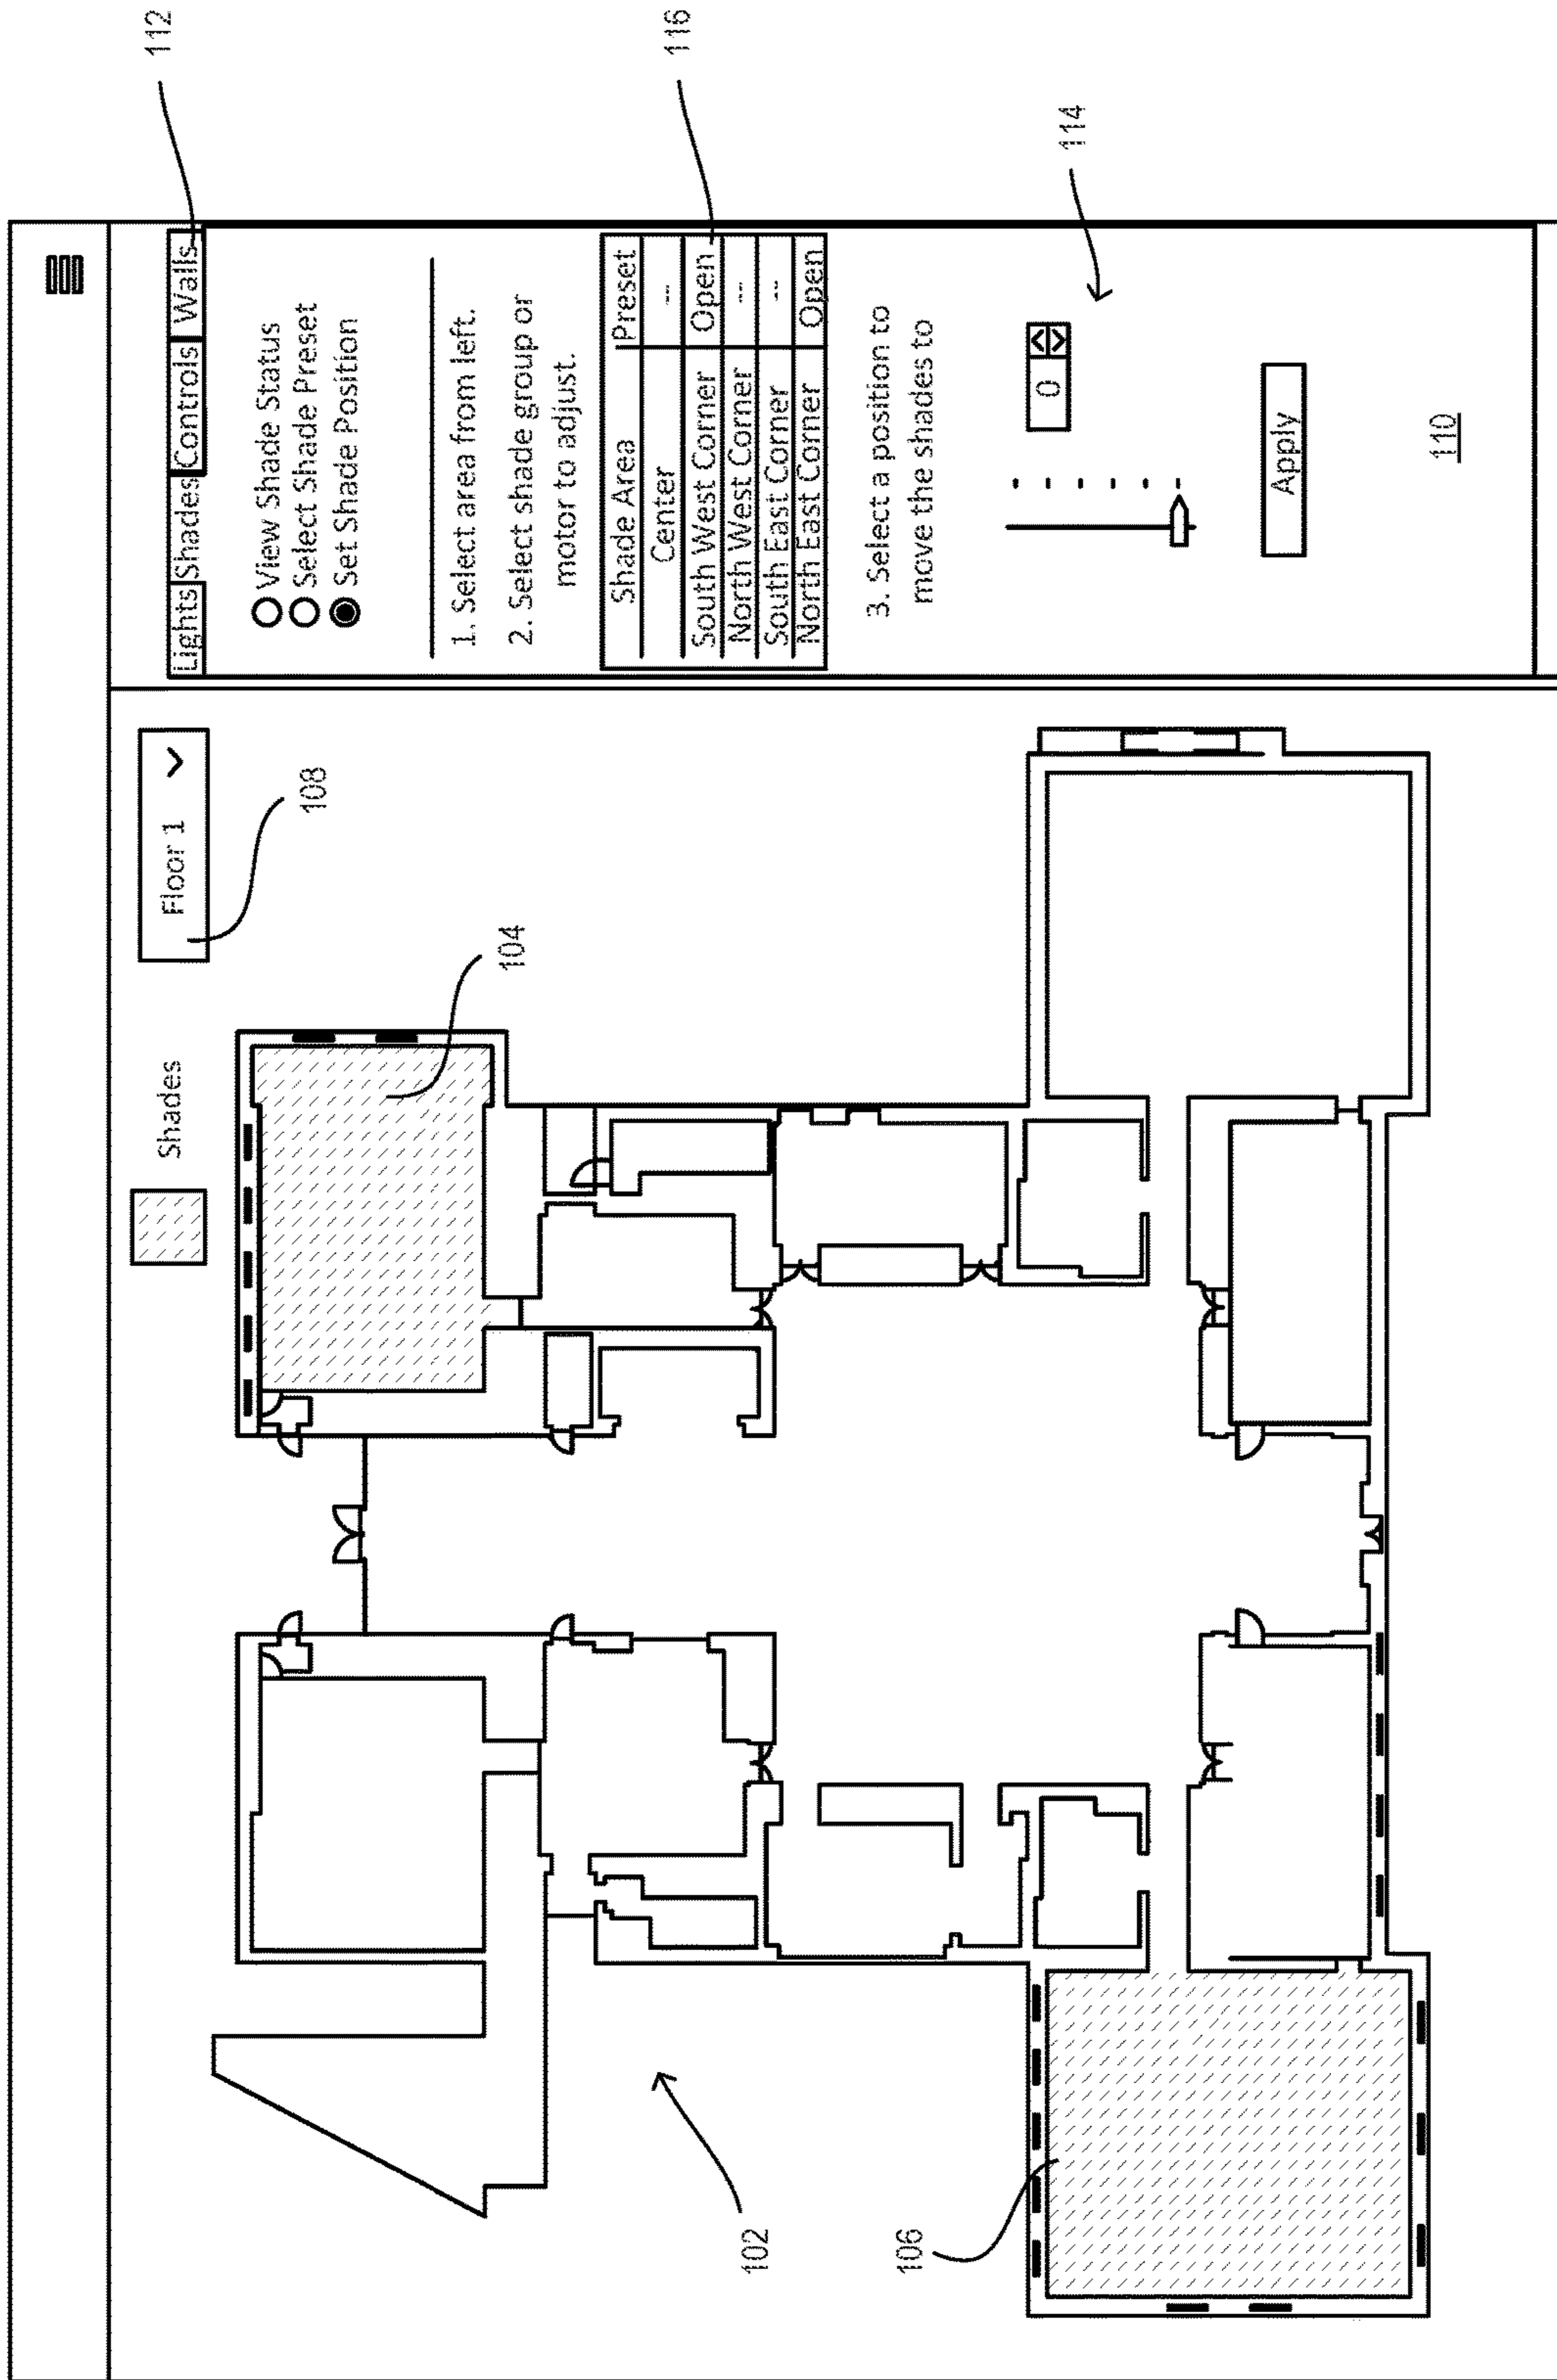 Shades
Floor 1
108
104
102
106
Lights Shades Controls Walls
112
View Shade Status
Select Shade Preset
Set Shade Position
1. Select area from left.
2. Select shade group or
motor to adjust.
Shade Area Preset
Center --
South West Corner Open
North West Corner --
South East Corner --
North East Corner Open
116
3. Select a position to
move the shades to
0
114
Apply
110